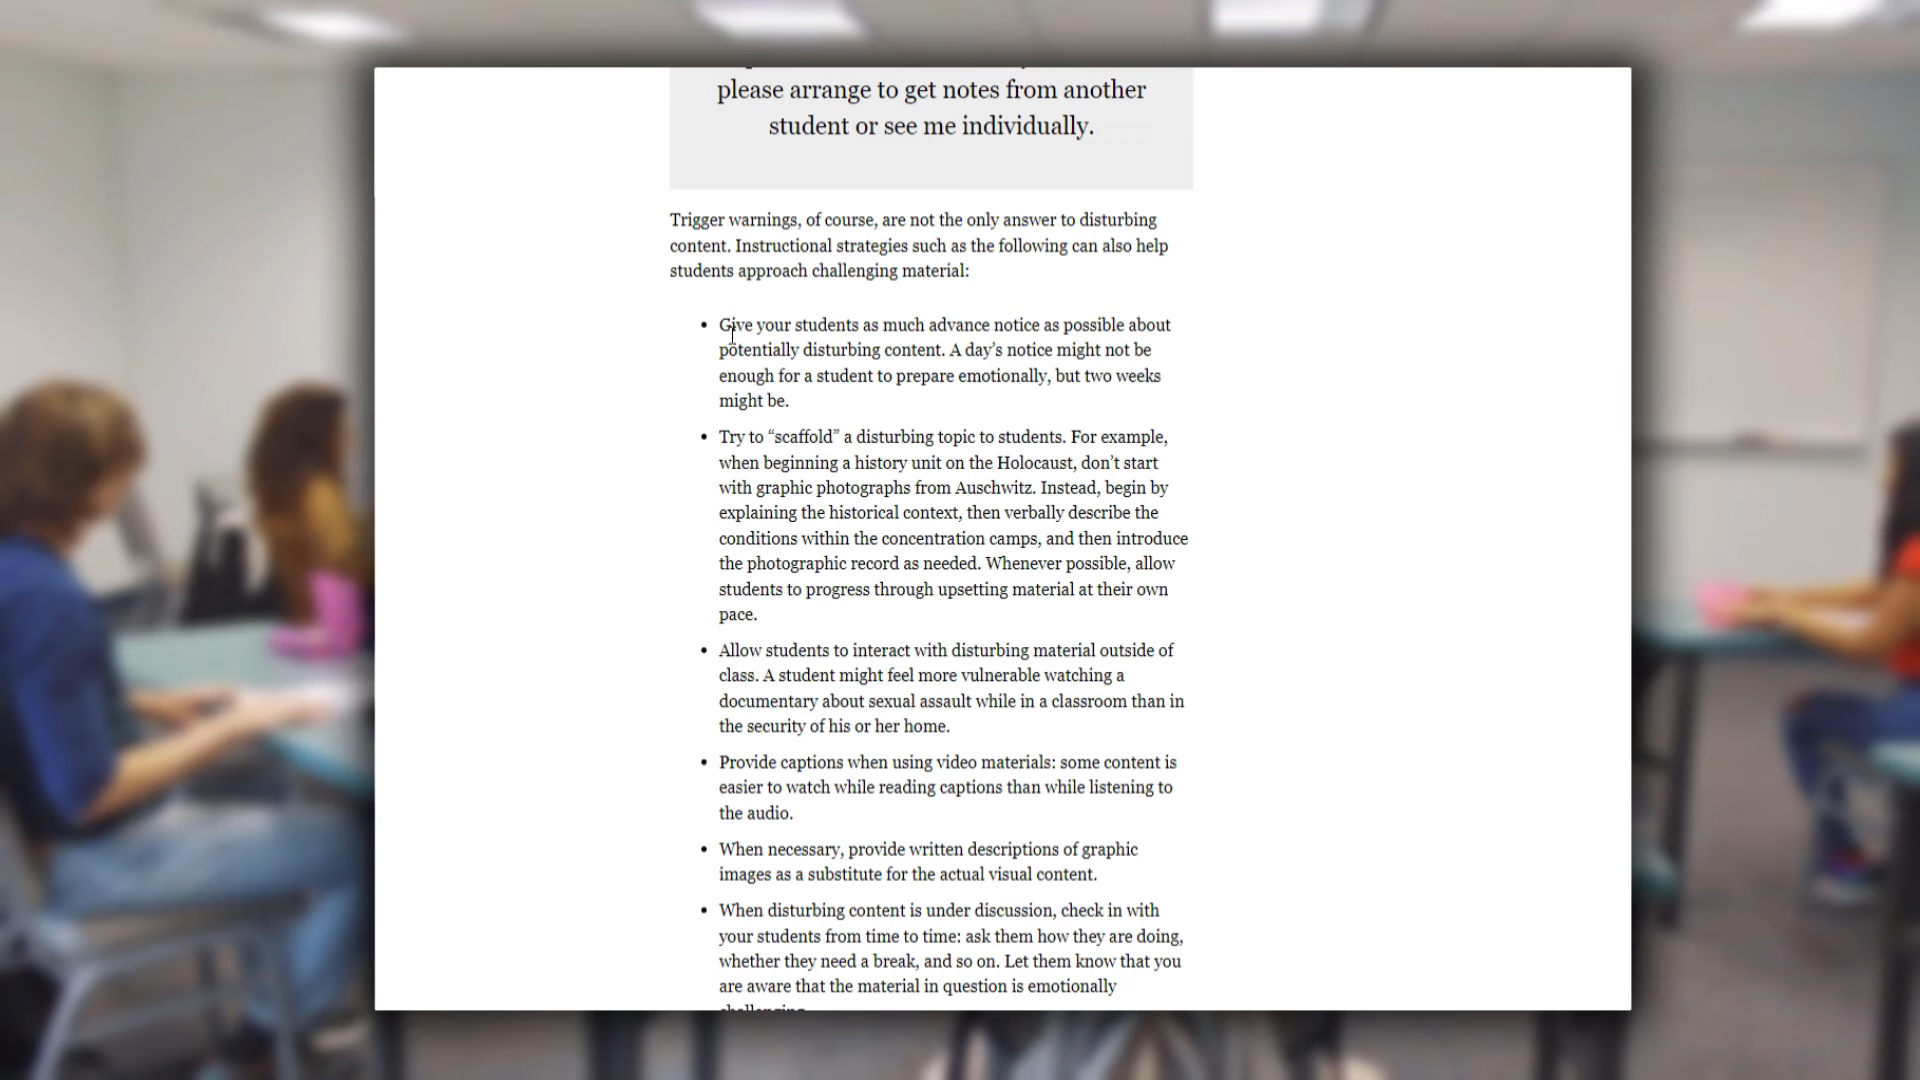 please arrange to get notes from another
student or see me individually.
Trigger warnings, of course, are not the only answer to disturbing
content. Instructional strategies such as the following can also help
students approach challenging material:
• Give your students as much advance notice as possible about
potentially disturbing content. A day’s notice might not be
enough for a student to prepare emotionally, but two weeks
might be.
• Try to “scaffold” a disturbing topic to students. For example,
when beginning a history unit on the Holocaust, don’t start
with graphic photographs from Auschwitz. Instead, begin by
explaining the historical context, then verbally describe the
conditions within the concentration camps, and then introduce
the photographic record as needed. Whenever possible, allow
students to progress through upsetting material at their own
pace.
• Allow students to interact with disturbing material outside of
class. A student might feel more vulnerable watching a
documentary about sexual assault while in a classroom than in
the security of his or her home.
• Provide captions when using video materials: some content is
easier to watch while reading captions than while listening to
the audio.
• When necessary, provide written descriptions of graphic
images as a substitute for the actual visual content.
• When disturbing content is under discussion, check in with
your students from time to time: ask them how they are doing,
whether they need a break, and so on. Let them know that you
are aware that the material in question is emotionally